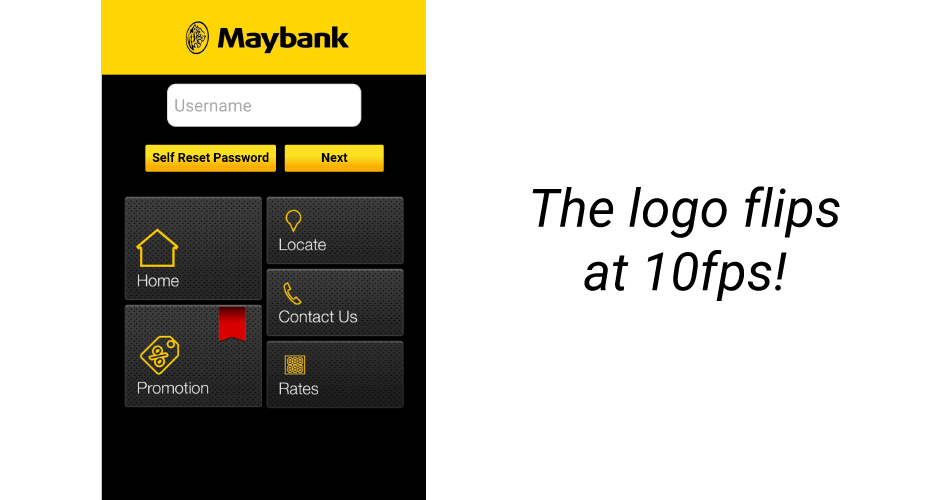 Maybank
Username
Self Reset Password
Next
Home
Locate
Contact Us
Promotion
Rates
The logo flips
at 10fps!